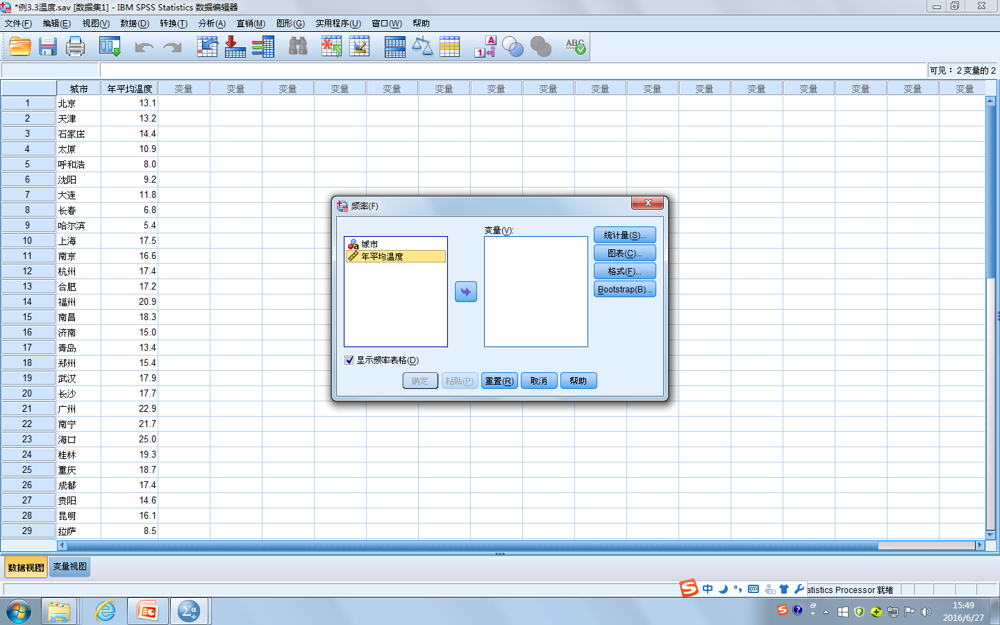 *例3.3温度.sav [数据集1] - IBM SPSS Statistics 数据编辑器
文件(F) 编辑(E) 视图(V) 数据(D) 转换(T) 分析(A) 直销(M) 图形(G) 实用程序(U) 窗口(W) 帮助
可见: 2 变量的 2
城市 年平均温度 变量 变量 变量 变量 变量 变量 变量 变量 变量 变量 变量 变量 变量 变量 变量 变量
1 北京 13.1
2 天津 13.2
3 石家庄 14.4
4 太原 10.9
5 呼和浩 8.0
6 沈阳 9.2
7 大连 11.8
8 长春 6.8
9 哈尔滨 5.4
10 上海 17.5
11 南京 16.6
12 杭州 17.4
13 合肥 17.2
14 福州 20.9
15 南昌 18.3
16 济南 15.0
17 青岛 13.4
18 郑州 15.4
19 武汉 17.9
20 长沙 17.7
21 广州 22.9
22 南宁 21.7
23 海口 25.0
24 桂林 19.3
25 重庆 18.7
26 成都 17.4
27 贵阳 14.6
28 昆明 16.1
29 拉萨 8.5
频率(F)
变量(V):
城市
年平均温度
统计量(S)...
图表(C)...
格式(F)...
Bootstrap(B)...
显示频率表格(D)
确定 粘贴(P) 重置(R) 取消 帮助
数据视图 变量视图
中
atistics Processor 就绪
15:49
2016/6/27